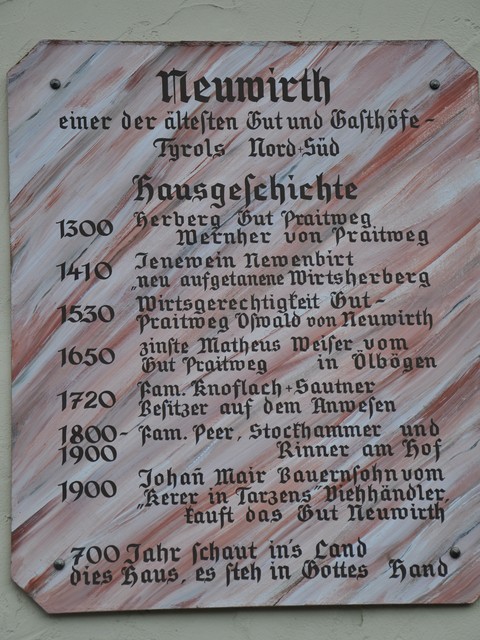 Neuwirth
einer der ältesten Gut und Gasthöfe-
Tyrols Nord+Süd
Hausgeschichte
1300 Herberg Gut Praitweg
Wernher von Praitweg
1410 Jenewein Newenbirt
„neu aufgetanene Wirtsherberg
1530 Wirtsgerechtigkeit Gut-
Praitweg Oswald von Neuwirth
1650 zinste Matheus Weiser vom
Gut Praitweg in Ölbögen
1720 Fam. Knoflach+Sautner
Besitzer auf dem Anwesen
1800- Fam. Peer, Stockhammer und
1900 Rinner am Hof
1900 Johañ Mair Bauernsohn vom
„Kerer in Tarzens" Viehhändler,
kauft das Gut Neuwirth
700 Jahr schaut in's Land
dies Haus, es steh in Gottes Hand